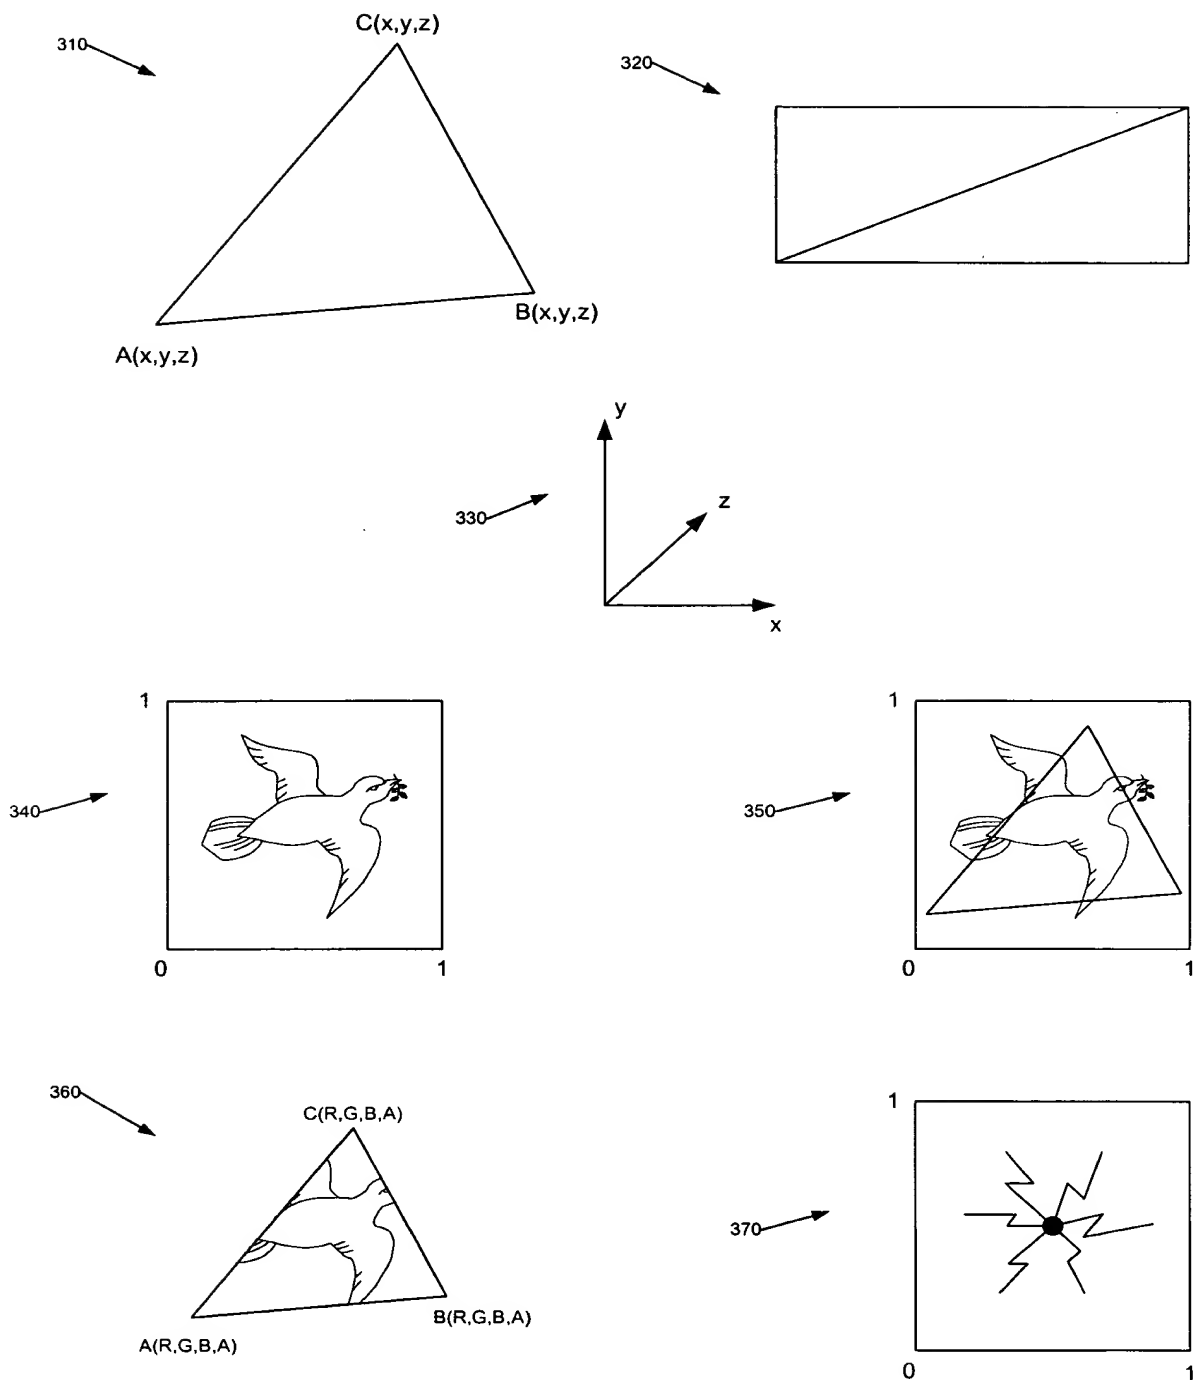 C(x,y,z)
310
320
B(x,y,z)
A(x,y,z)
y
z
330
x
1
1
340
350
0
1
0
1
360
C(R,G,B,A)
1
370
B(R,G,B,A)
A(R,G,B,A)
0
1